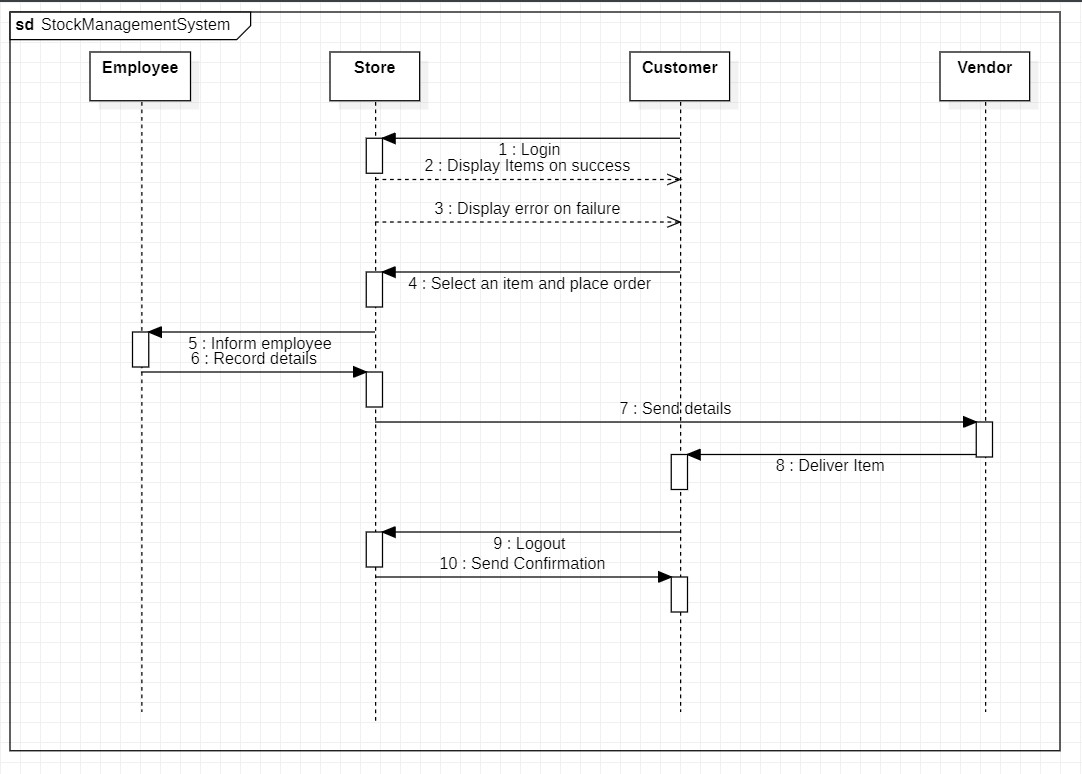 sd StockManagementSystem
Employee
Store
Customer
Vendor
1 : Login
2 : Display Items on success
3 : Display error on failure
4 : Select an item and place order
5 : Inform employee
6 : Record details
7 : Send details
8 : Deliver Item
9 : Logout
10 : Send Confirmation